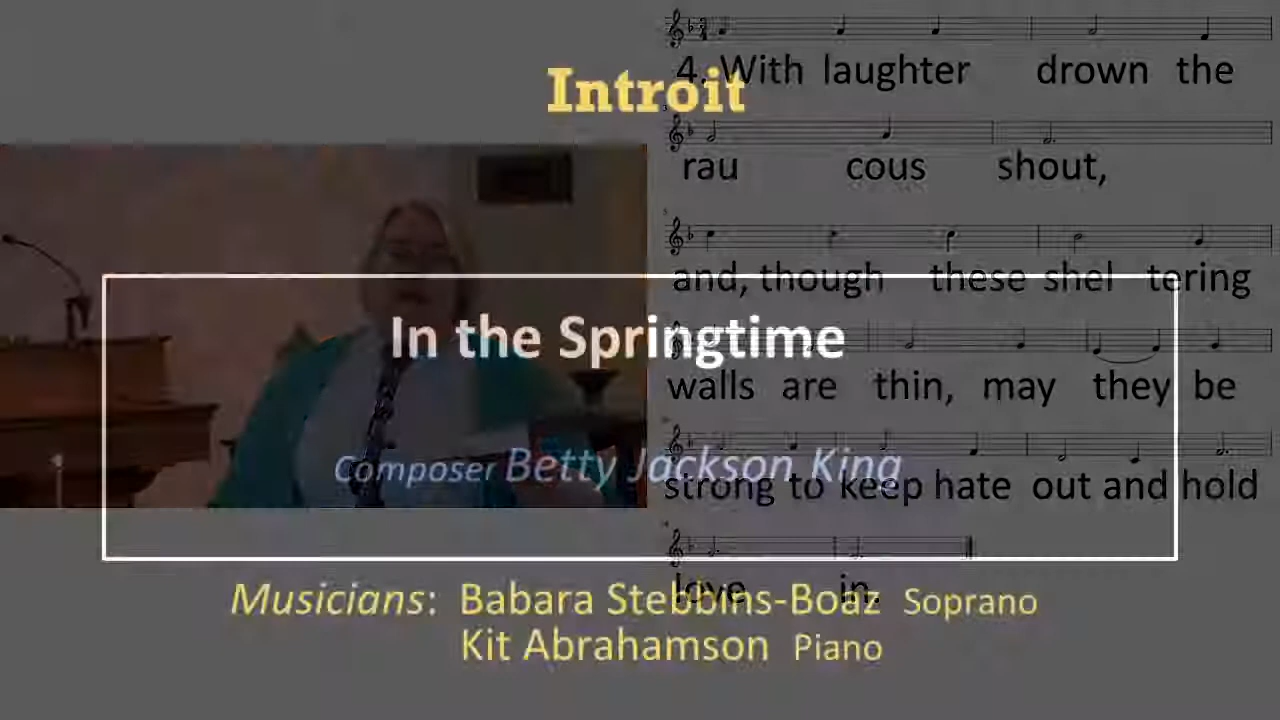 Introit
4. With laughter drown the
rau cous shout,
and, though these shel tering
In the Springtime
walls are thin, may they be
Composer Betty Jackson King
strong to keep hate out and hold
love in.
Musicians: Babara Stebbins-Boaz Soprano
Kit Abrahamson Piano